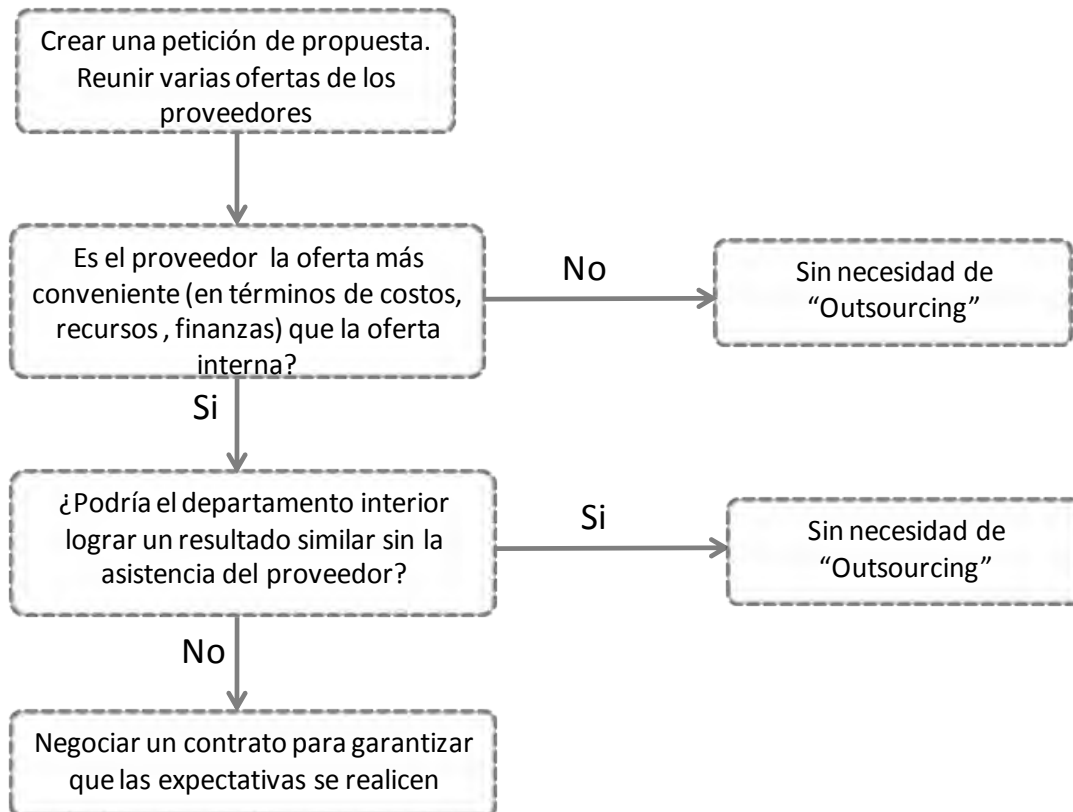 Crear una petición de propuesta.
Reunir varias ofertas de los
proveedores
Es el proveedor la oferta más
conveniente (en términos de costos,
recursos , finanzas) que la oferta
interna?
No
Sin necesidad de
“Outsourcing”
Si
¿Podría el departamento interior
lograr un resultado similar sin la
asistencia del proveedor?
Si
Sin necesidad de
“Outsourcing”
No
Negociar un contrato para garantizar
que las expectativas se realicen